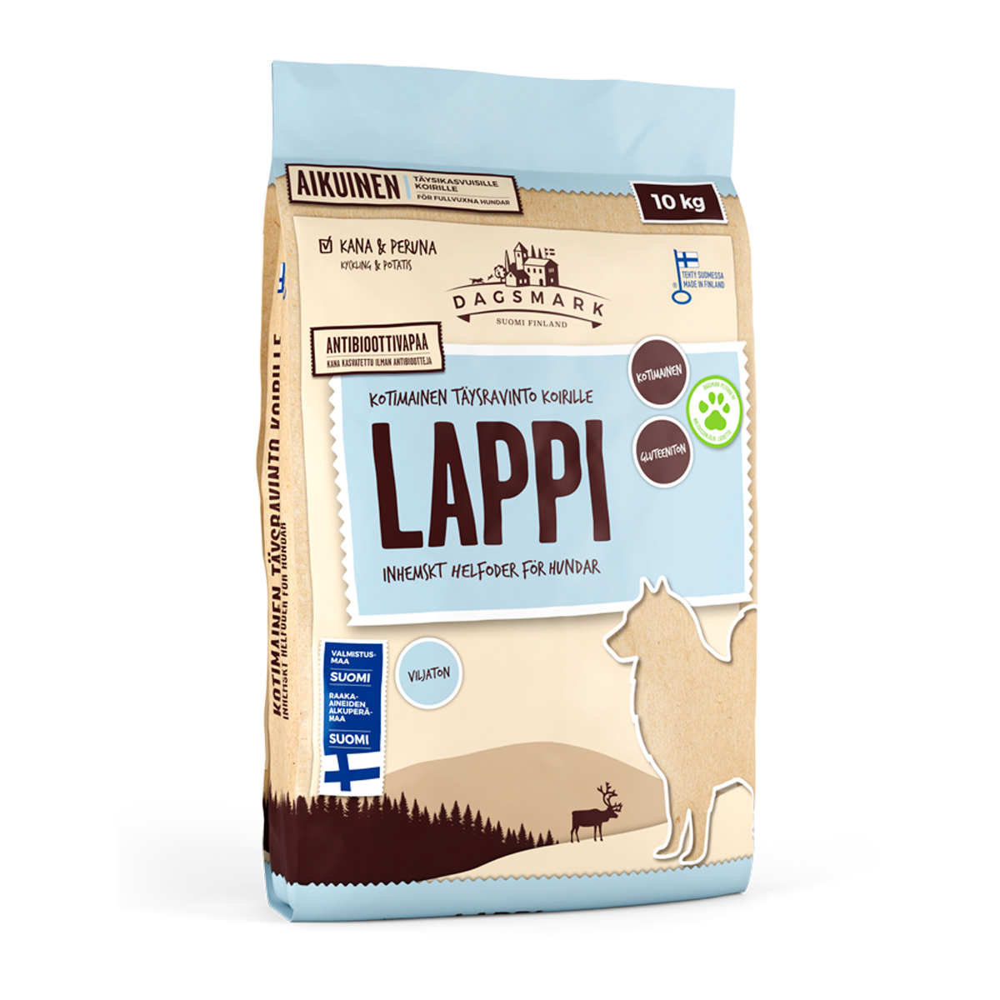 AIKUINEN
TÄYSIKASVUISILLE
KOIRILLE
FÖR FULLVUXNA HUNDAR
10 kg
KANA & PERUNA
KYCKLING & POTATIS
DAGSMARK
SUOMI FINLAND
TEHTY SUOMESSA
MADE IN FINLAND
ANTIBIOOTTIVAPAA
KANA KASVATETTU ILMAN ANTIBIOOTTEJA
KOTIMAINEN TÄYSRAVINTO KOIRILLE
LAPPI
INHEMSKT HELFODER FÖR HUNDAR
KOTIMAINEN
GLUTEENITON
VILJATON
VALMISTUS-
MAA
SUOMI
RAAKA-
AINEIDEN
ALKUPERÄ-
MAA
SUOMI
KOTIMAINEN TÄYSRAVINTO KOIRILLE
INHEMSKT HELFODER FÖR HUNDAR
LAPPI